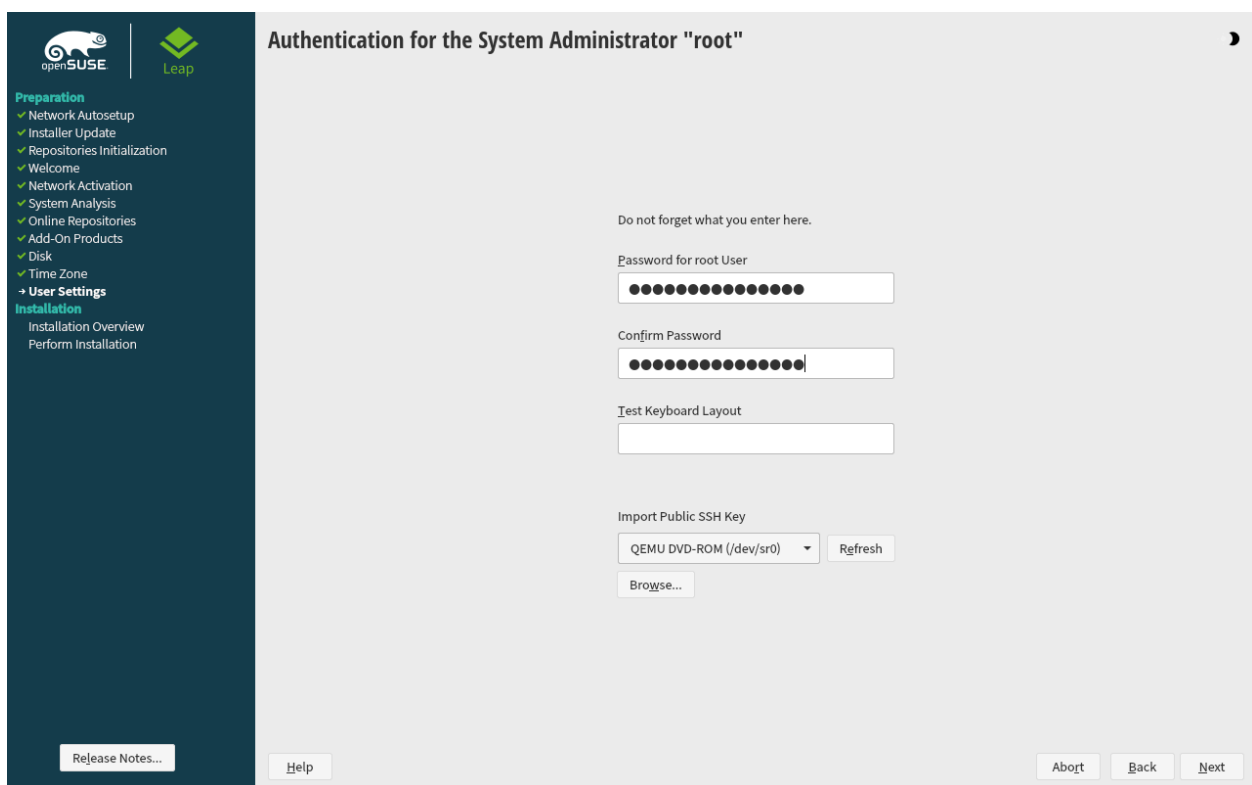 openSUSE.
Leap
Preparation
Network Autosetup
Installer Update
Repositories Initialization
Welcome
Network Activation
System Analysis
Online Repositories
Add-On Products
Disk
Time Zone
User Settings
Installation
Installation Overview
Perform Installation
Release Notes...
Authentication for the System Administrator "root"
Do not forget what you enter here.
Password for root User
●●●●●●●●●●●●●●●
Confirm Password
●●●●●●●●●●●●●●●
Test Keyboard Layout
Import Public SSH Key
QEMU DVD-ROM (/dev/sr0)
Refresh
Browse...
Help
Abort
Back
Next